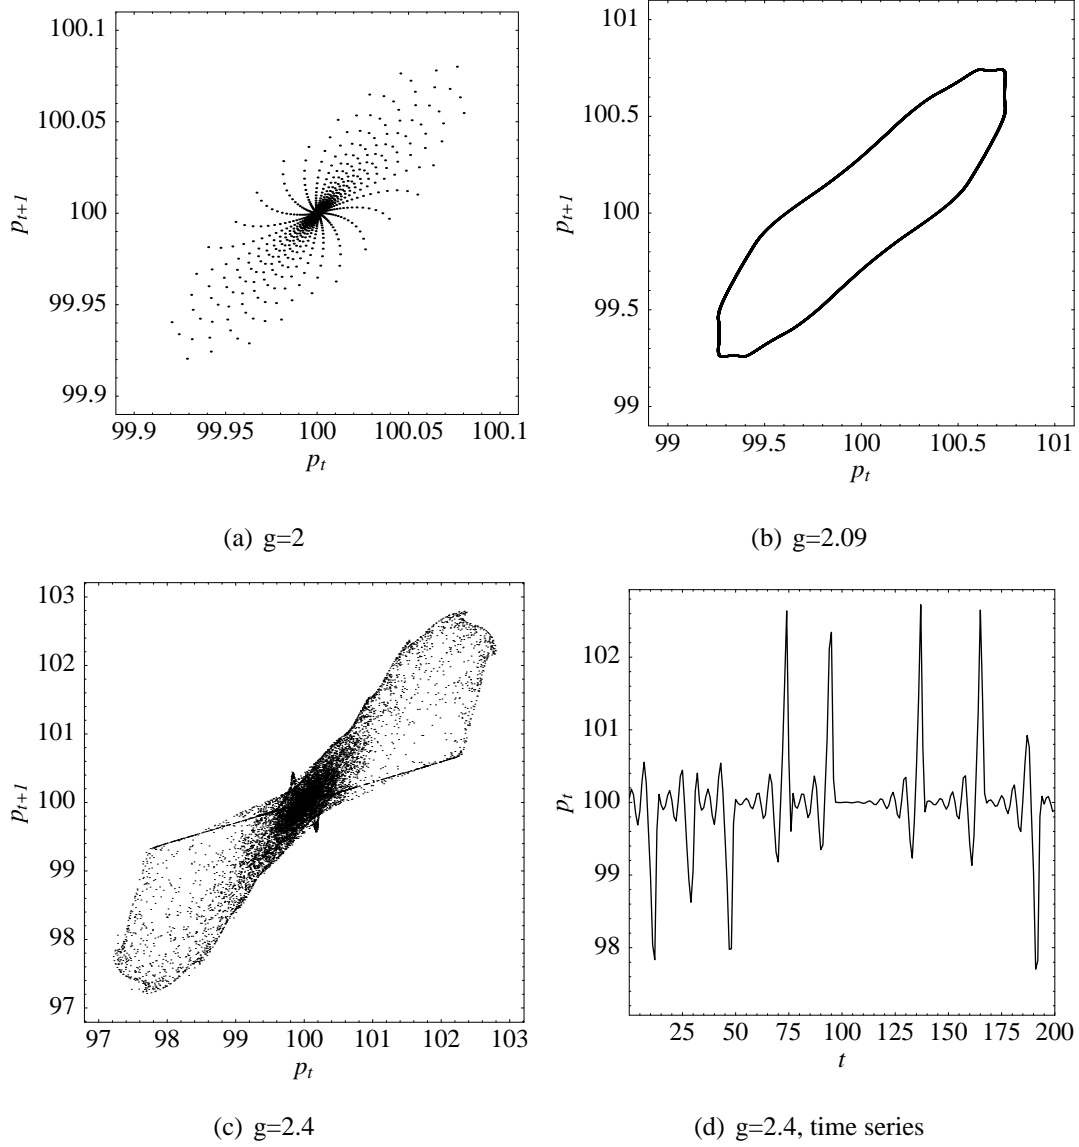 100.1
100.05
100
99.95
99.9
p_{t+1}
99.9 99.95 100 100.05 100.1
p_t
(a) g=2
101
100.5
100
99.5
99
p_{t+1}
99 99.5 100 100.5 101
p_t
(b) g=2.09
103
102
101
100
99
98
97
p_{t+1}
97 98 99 100 101 102 103
p_t
(c) g=2.4
102
101
100
99
98
p_t
25 50 75 100 125 150 175 200
t
(d) g=2.4, time series